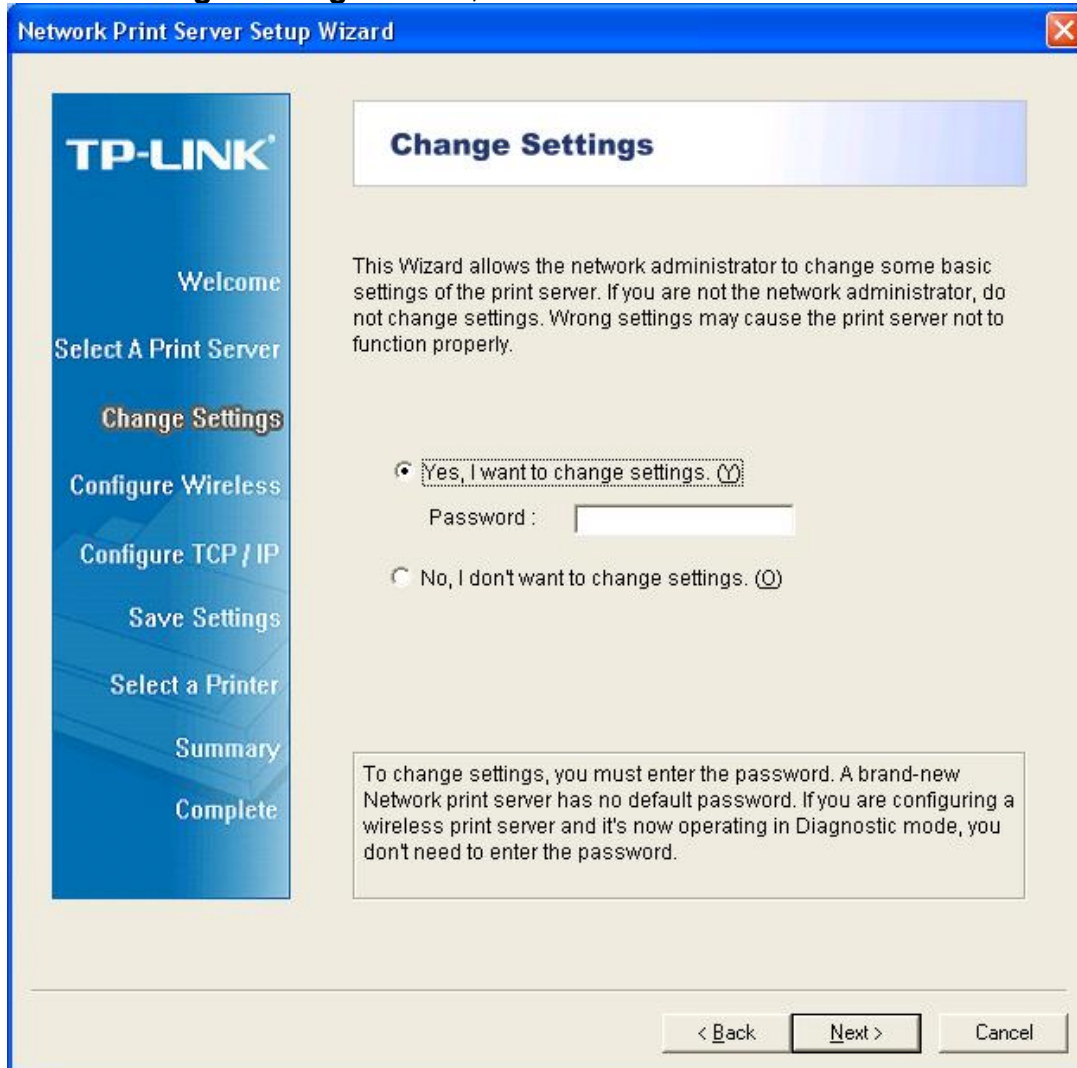 Network Print Server Setup Wizard
TP-LINK®
Welcome
Select A Print Server
Change Settings
Configure Wireless
Configure TCP / IP
Save Settings
Select a Printer
Summary
Complete
Change Settings
This Wizard allows the network administrator to change some basic
settings of the print server. If you are not the network administrator, do
not change settings. Wrong settings may cause the print server not to
function properly.
Yes, I want to change settings. (Y)
Password :
No, I don't want to change settings. (O)
To change settings, you must enter the password. A brand-new
Network print server has no default password. If you are configuring a
wireless print server and it's now operating in Diagnostic mode, you
don't need to enter the password.
< Back
Next >
Cancel